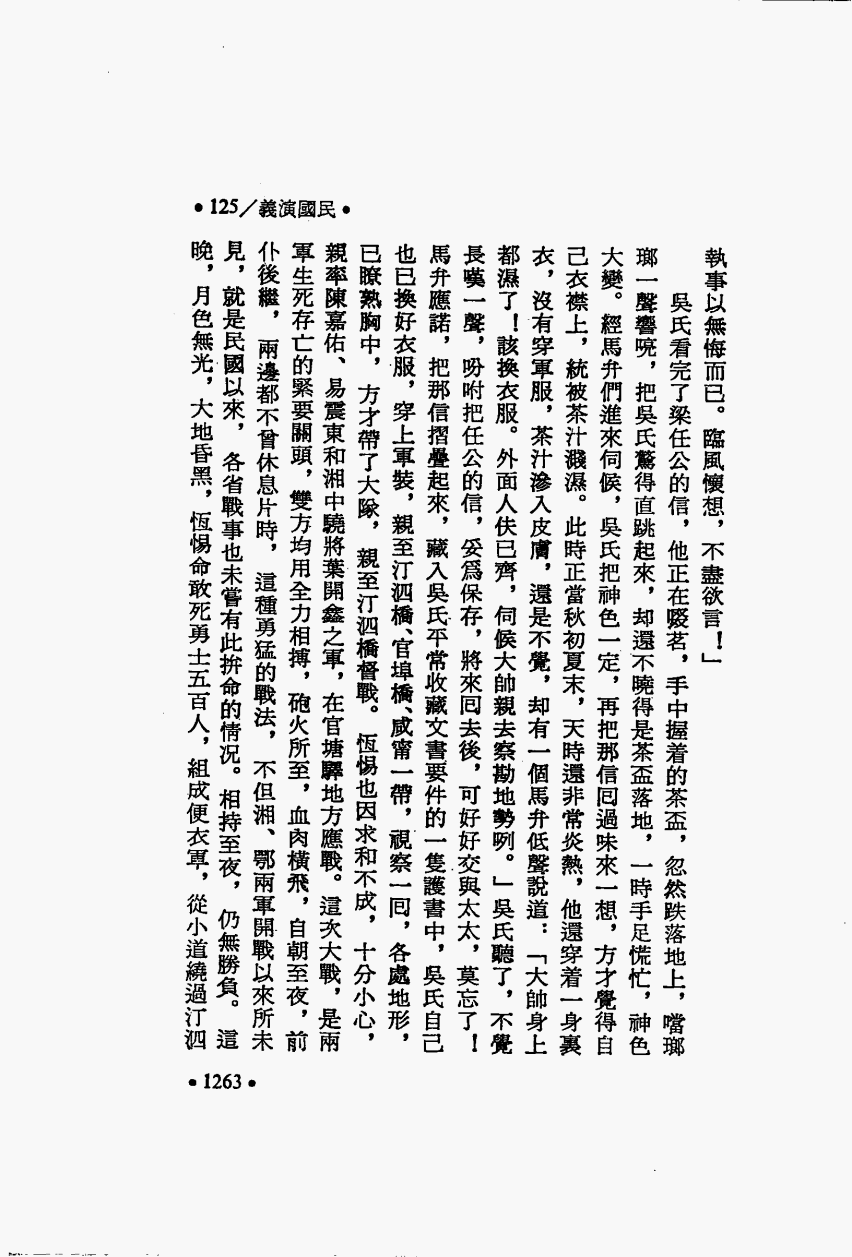 •125／義演國民•
執事以無悔而已。臨風懷想，不盡欲言！」
吳氏看完了梁任公的信，他正在啜茗，手中握着的茶盃，忽然跌落地上，噹瑯
瑯一聲響喨，把吳氏驚得直跳起來，却還不曉得是茶盃落地，一時手足慌忙，神色
大變。經馬弁們進來伺候，吳氏把神色一定，再把那信囘過味來一想，方才覺得自
己衣襟上，統被茶汁濺濕。此時正當秋初夏末，天時還非常炎熱，他還穿着一身裏
衣，沒有穿軍服，茶汁滲入皮膚，還是不覺，却有一個馬弁低聲說道：「大帥身上
都濕了！該換衣服。外面人伕已齊，伺候大帥親去察勘地勢咧。」吳氏聽了，不覺
長嘆一聲，吩咐把任公的信，妥爲保存，將來囘去後，可好好交與太太，莫忘了！
馬弁應諾，把那信摺疊起來，藏入吳氏平常收藏文書要件的一隻護書中，吳氏自己
也已換好衣服，穿上軍裝，親至汀泗橋、官埠橋、咸甯一帶，視察一囘，各處地形，
已瞭熟胸中，方才帶了大隊，親至汀泗橋督戰。恆惕也因求和不成，十分小心，
親率陳嘉佑、易震東和湘中驍將葉開鑫之軍，在官塘驛地方應戰。這次大戰，是兩
軍生死存亡的緊要關頭，雙方均用全力相搏，砲火所至，血肉橫飛，自朝至夜，前
仆後繼，兩邊都不曾休息片時，這種勇猛的戰法，不但湘、鄂兩軍開戰以來所未
見，就是民國以來，各省戰事也未嘗有此拚命的情況。相持至夜，仍無勝負。這
晚，月色無光，大地昏黑，恆惕命敢死勇士五百人，組成便衣軍，從小道繞過汀泗
•1263•